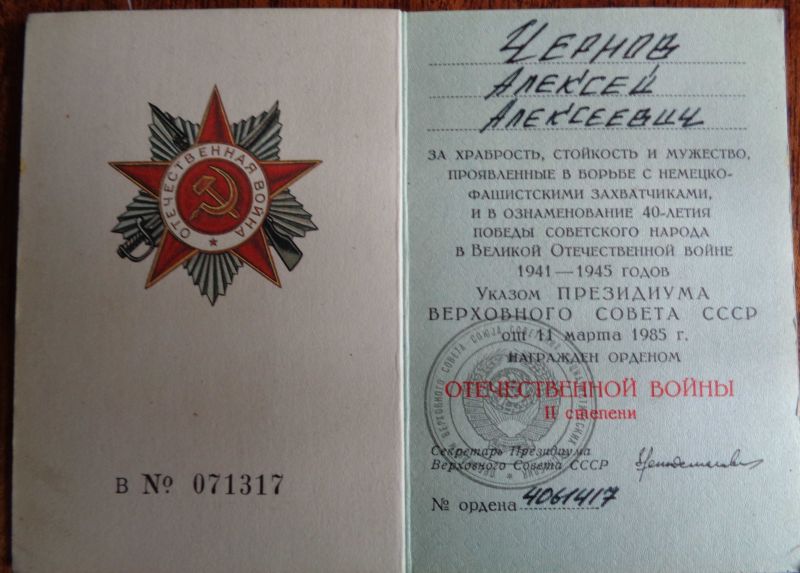 ОТЕЧЕСТВЕННАЯ ВОЙНА
В № 071317
ЧЕРНОВ
АЛЕКСЕЙ
АЛЕКСЕЕВИЧ
ЗА ХРАБРОСТЬ, СТОЙКОСТЬ И МУЖЕСТВО,
ПРОЯВЛЕННЫЕ В БОРЬБЕ С НЕМЕЦКО-
ФАШИСТСКИМИ ЗАХВАТЧИКАМИ,
И В ОЗНАМЕНОВАНИЕ 40-ЛЕТИЯ
ПОБЕДЫ СОВЕТСКОГО НАРОДА
В ВЕЛИКОЙ ОТЕЧЕСТВЕННОЙ ВОЙНЕ
1941—1945 ГОДОВ
УКАЗОМ ПРЕЗИДИУМА
ВЕРХОВНОГО СОВЕТА СССР
от 11 марта 1985 г.
НАГРАЖДЕН ОРДЕНОМ
ОТЕЧЕСТВЕННОЙ ВОЙНЫ
II степени
Секретарь Президиума
Верховного Совета СССР
№ ордена 4061417